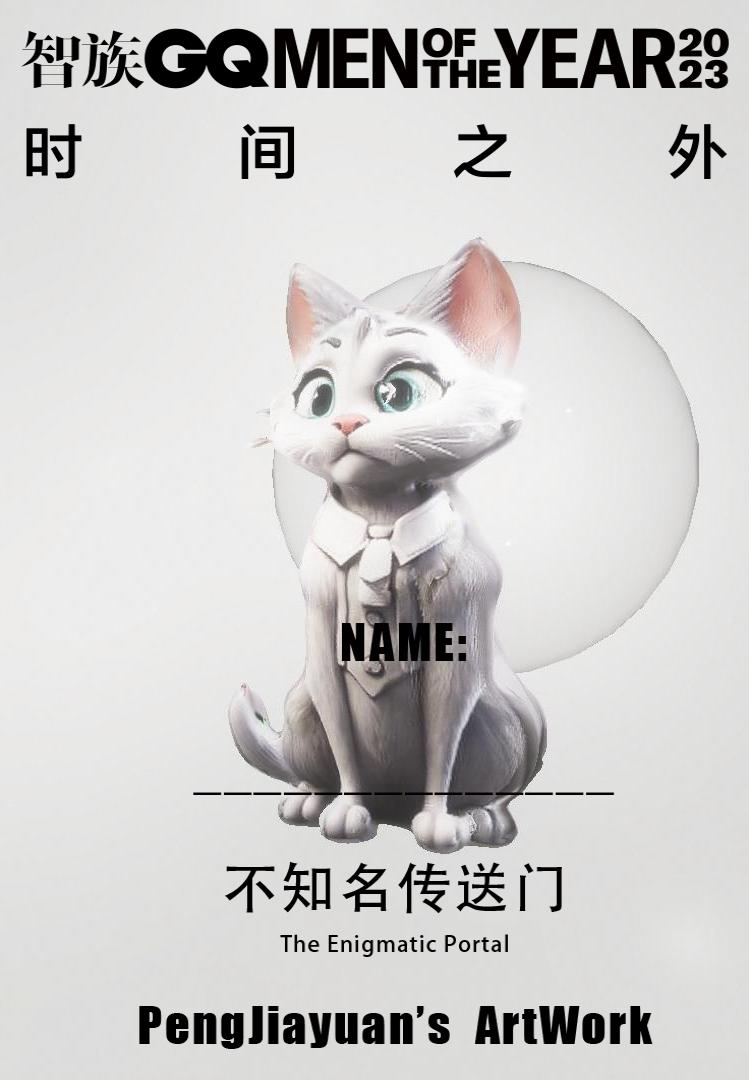 智族GQ MEN OF THE YEAR 2023
时间之外
NAME:
______________
不知名传送门
The Enigmatic Portal
PengJiayuan’s ArtWork